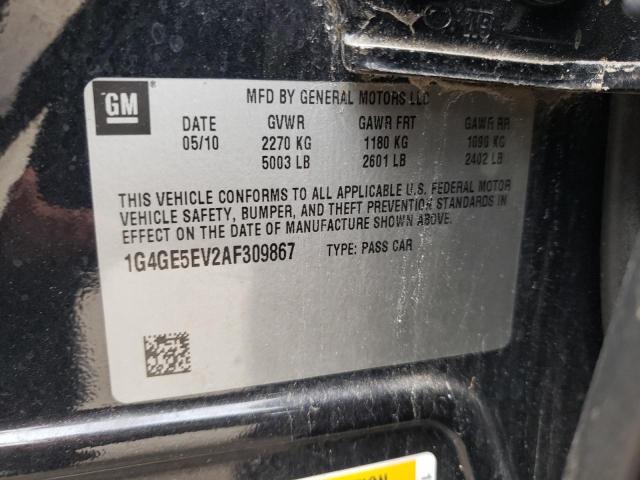 GM
MFD BY GENERAL MOTORS LLC
DATE GVWR GAWR FRT GAWR RR
05/10 2270 KG 1180 KG 1090 KG
5003 LB 2601 LB 2402 LB
THIS VEHICLE CONFORMS TO ALL APPLICABLE U.S. FEDERAL MOTOR
VEHICLE SAFETY, BUMPER, AND THEFT PREVENTION STANDARDS IN
EFFECT ON THE DATE OF MANUFACTURE SHOWN ABOVE.
1G4GE5EV2AF309867 TYPE: PASS CAR